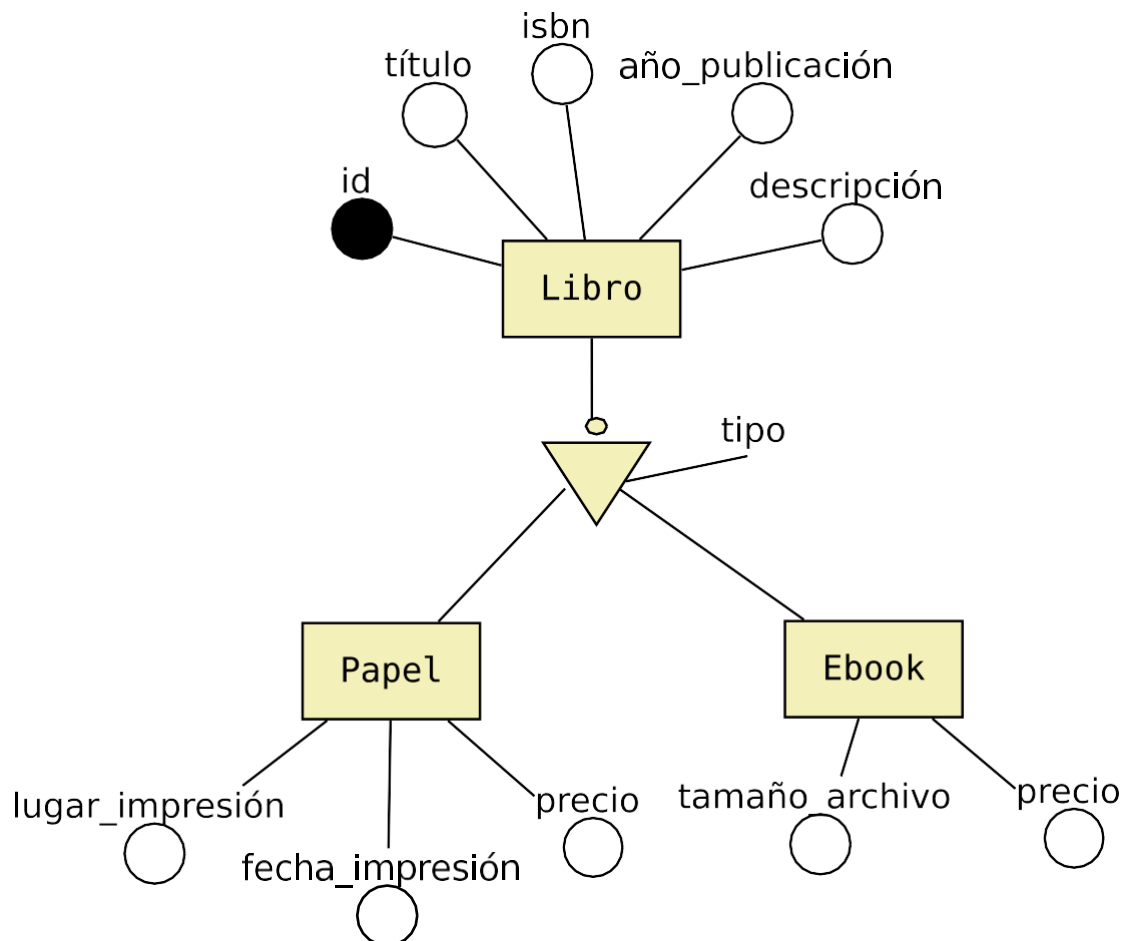 isbn
título
año_publicación
id
descripción
Libro
tipo
Papel
Ebook
lugar_impresión
fecha_impresión
precio
tamaño_archivo
precio